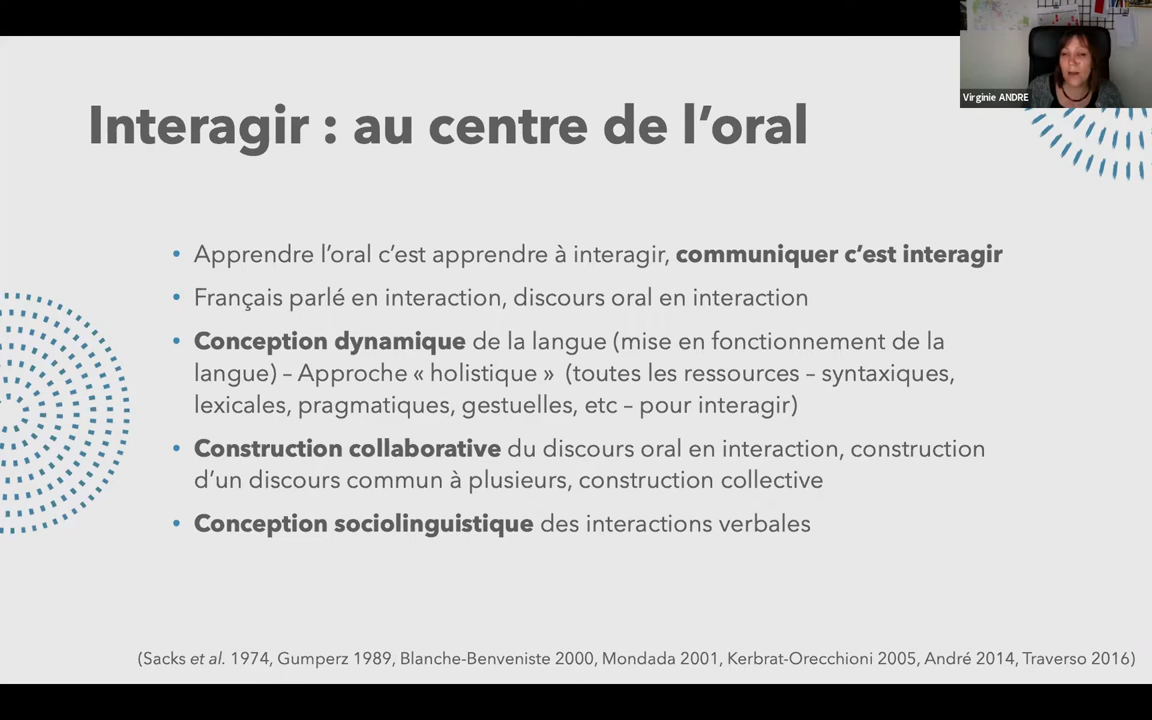 Virginie ANDRE
Interagir : au centre de l’oral
• Apprendre l’oral c’est apprendre à interagir, communiquer c’est interagir
• Français parlé en interaction, discours oral en interaction
• Conception dynamique de la langue (mise en fonctionnement de la
langue) – Approche « holistique » (toutes les ressources – syntaxiques,
lexicales, pragmatiques, gestuelles, etc – pour interagir)
• Construction collaborative du discours oral en interaction, construction
d’un discours commun à plusieurs, construction collective
• Conception sociolinguistique des interactions verbales
(Sacks et al. 1974, Gumperz 1989, Blanche-Benveniste 2000, Mondada 2001, Kerbrat-Orecchioni 2005, André 2014, Traverso 2016)